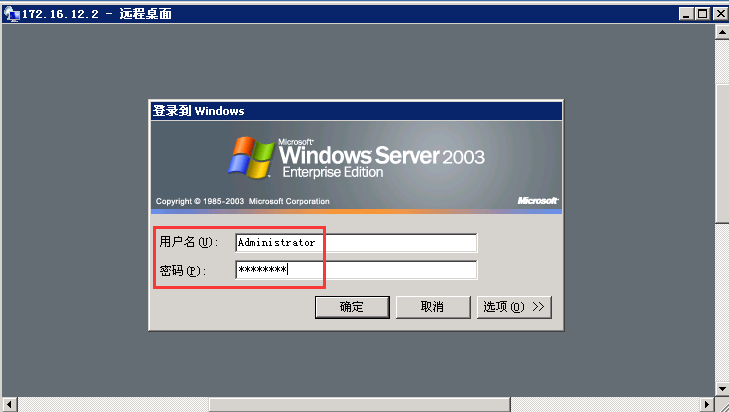 172.16.12.2 - 远程桌面
登录到 Windows
Microsoft
Windows Server 2003
Enterprise Edition
Copyright © 1985-2003 Microsoft Corporation
Microsoft
用户名(U):
Administrator
密码(P):
********
确定
取消
选项(O) >>